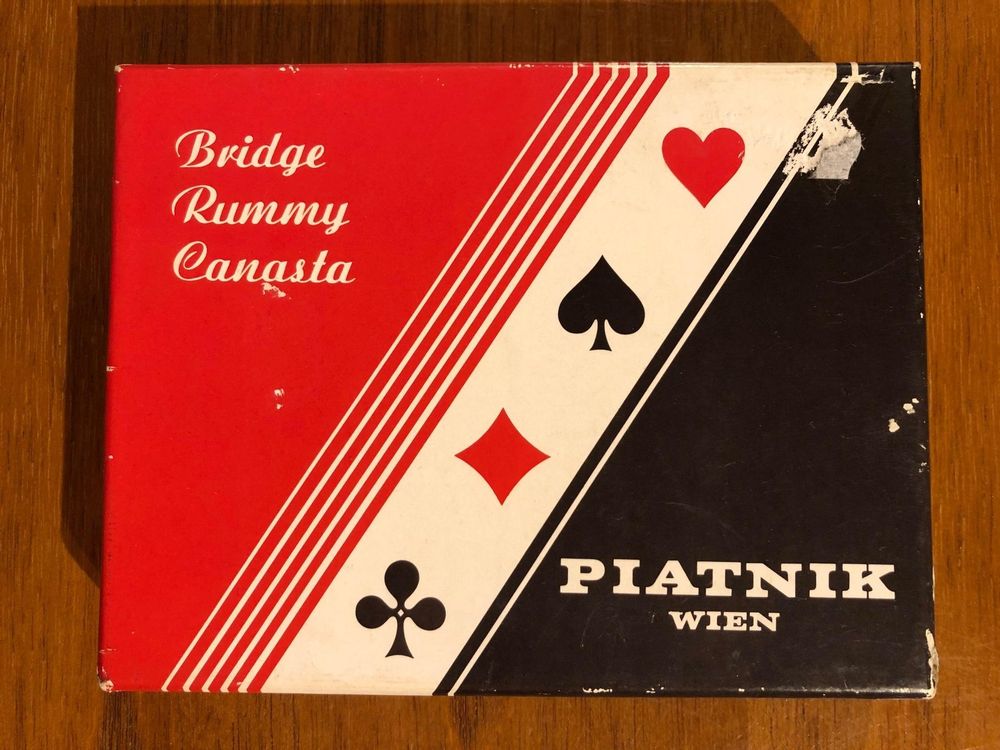 Bridge
Rummy
Canasta
PIATNIK
WIEN